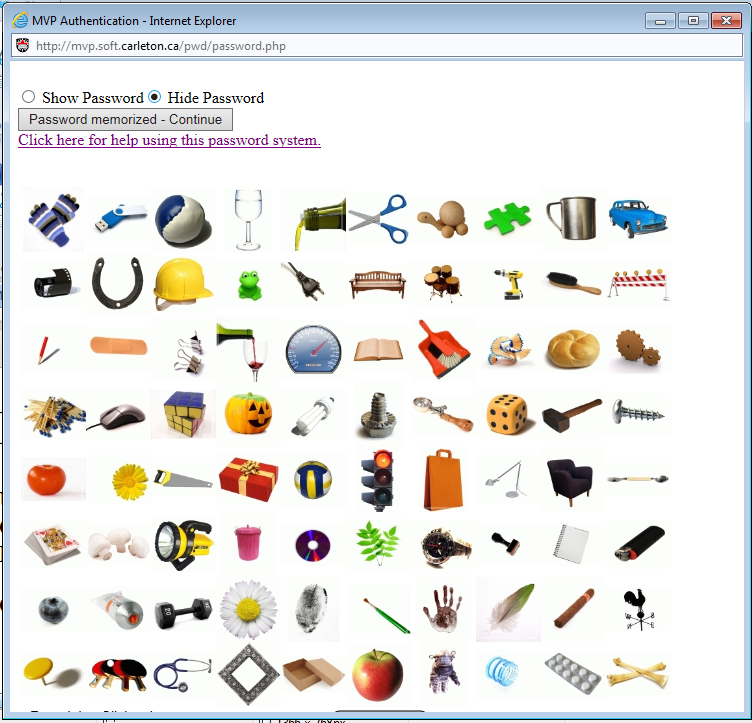 MVP Authentication - Internet Explorer
http://mvp.soft.carleton.ca/pwd/password.php
Show Password Hide Password
Password memorized - Continue
Click here for help using this password system.